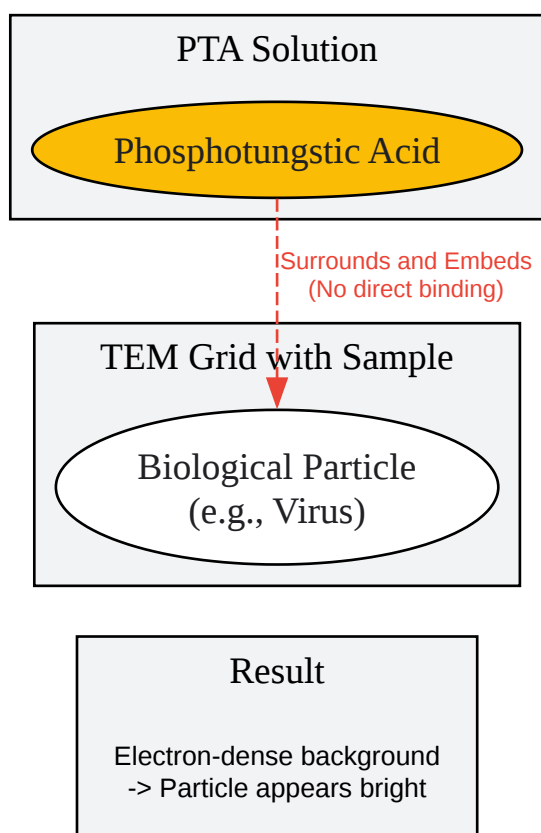 PTA Solution
Phosphotungstic Acid
Surrounds and Embeds
(No direct binding)
TEM Grid with Sample
Biological Particle
(e.g., Virus)
Result
Electron-dense background
-> Particle appears bright